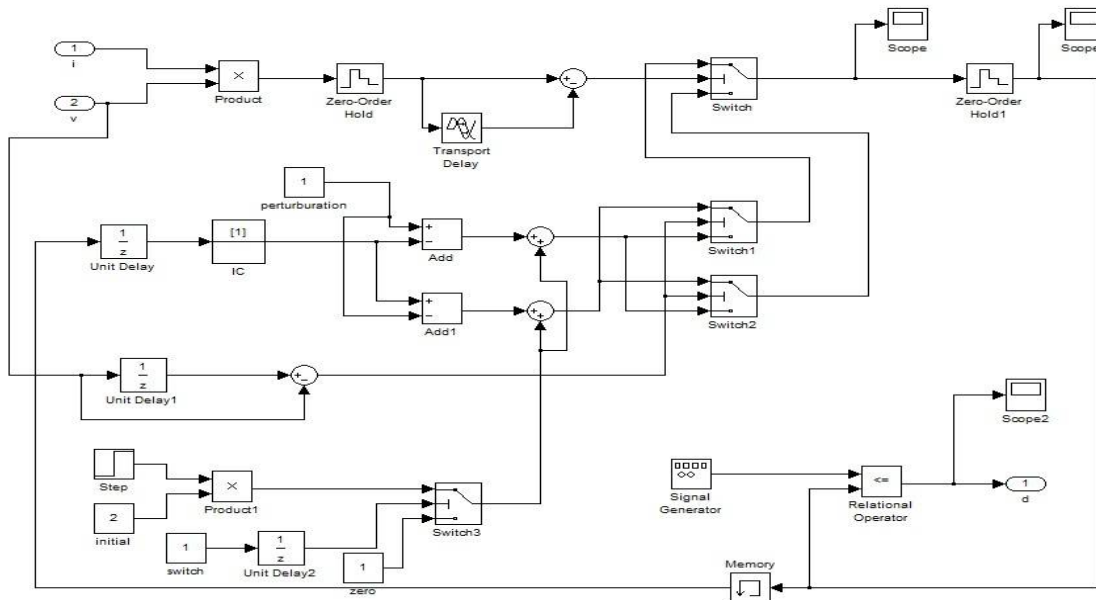 Scope
Scope
1
i
×
Product
Zero-Order
Hold
Zero-Order
Hold1
+
−
Switch
2
v
Transport
Delay
1
perturburation
1
z
Unit Delay
[1]
IC
+
−
Add
+
+
Switch1
+
−
Add1
+
+
Switch2
1
z
Unit Delay1
+
−
Scope2
Step
×
Product1
2
initial
Switch3
Signal
Generator
<=
Relational
Operator
1
d
1
switch
1
z
Unit Delay2
1
zero
Memory